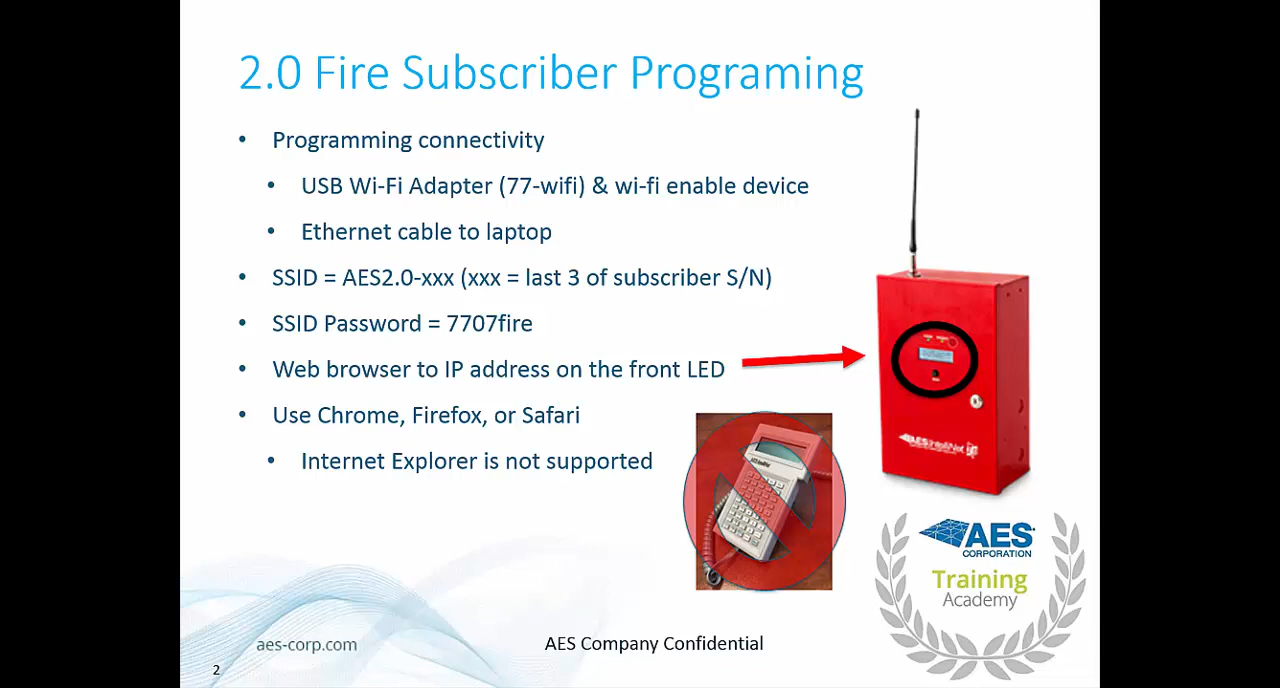 2.0 Fire Subscriber Programing
• Programming connectivity
• USB Wi-Fi Adapter (77-wifi) & wi-fi enable device
• Ethernet cable to laptop
• SSID = AES2.0-xxx (xxx = last 3 of subscriber S/N)
• SSID Password = 7707fire
• Web browser to IP address on the front LED
• Use Chrome, Firefox, or Safari
• Internet Explorer is not supported
AES IntelliNet
AES
CORPORATION
Training
Academy
aes-corp.com
AES Company Confidential
2